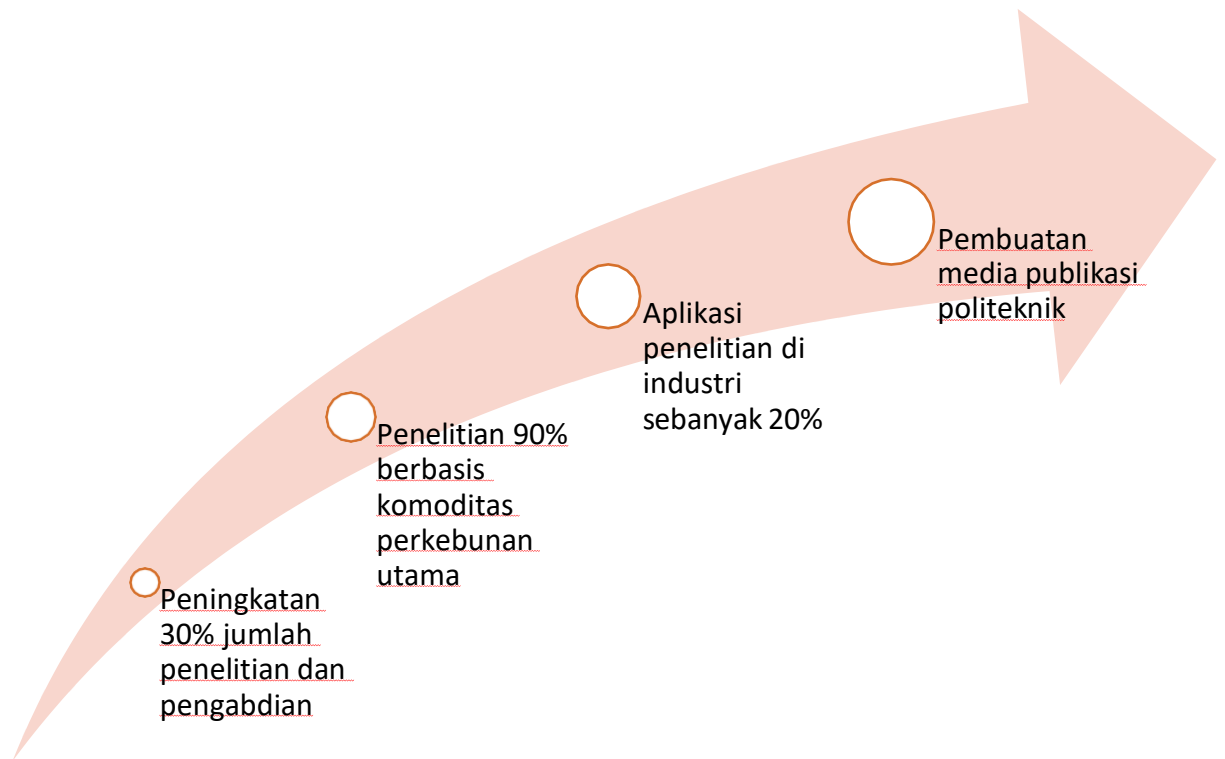 Pembuatan
media publikasi
politeknik
Aplikasi
penelitian di
industri
sebanyak 20%
Penelitian 90%
berbasis
komoditas
perkebunan
utama
Peningkatan
30% jumlah
penelitian dan
pengabdian